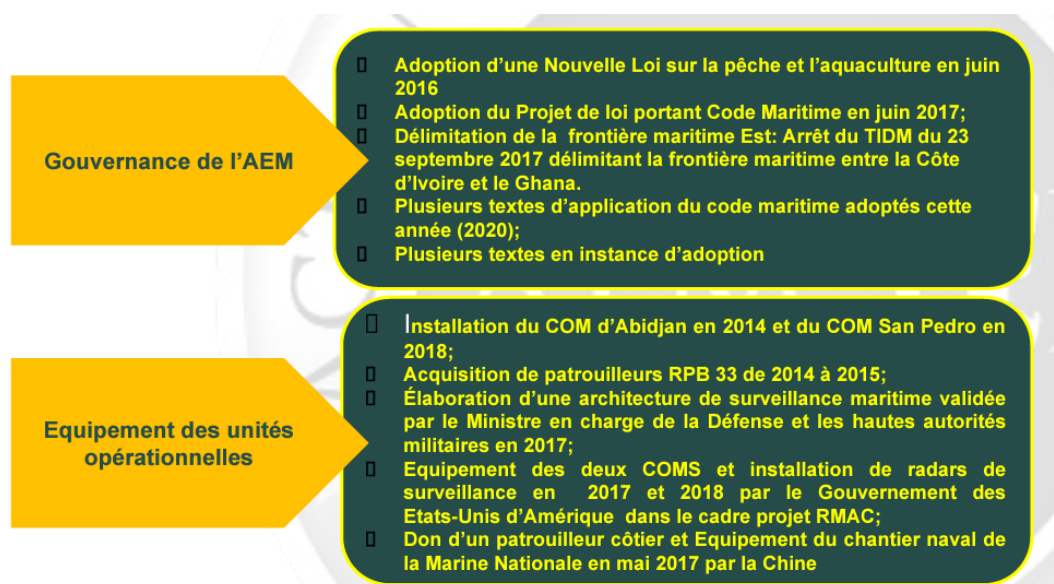 Gouvernance de l’AEM
Adoption d’une Nouvelle Loi sur la pêche et l’aquaculture en juin
2016
Adoption du Projet de loi portant Code Maritime en juin 2017;
Délimitation de la frontière maritime Est: Arrêt du TIDM du 23
septembre 2017 délimitant la frontière maritime entre la Côte
d’Ivoire et le Ghana.
Plusieurs textes d’application du code maritime adoptés cette
année (2020);
Plusieurs textes en instance d’adoption
Equipement des unités
opérationnelles
Installation du COM d’Abidjan en 2014 et du COM San Pedro en
2018;
Acquisition de patrouilleurs RPB 33 de 2014 à 2015;
Élaboration d’une architecture de surveillance maritime validée
par le Ministre en charge de la Défense et les hautes autorités
militaires en 2017;
Equipement des deux COMS et installation de radars de
surveillance en 2017 et 2018 par le Gouvernement des
Etats-Unis d’Amérique dans le cadre projet RMAC;
Don d’un patrouilleur côtier et Equipement du chantier naval de
la Marine Nationale en mai 2017 par la Chine